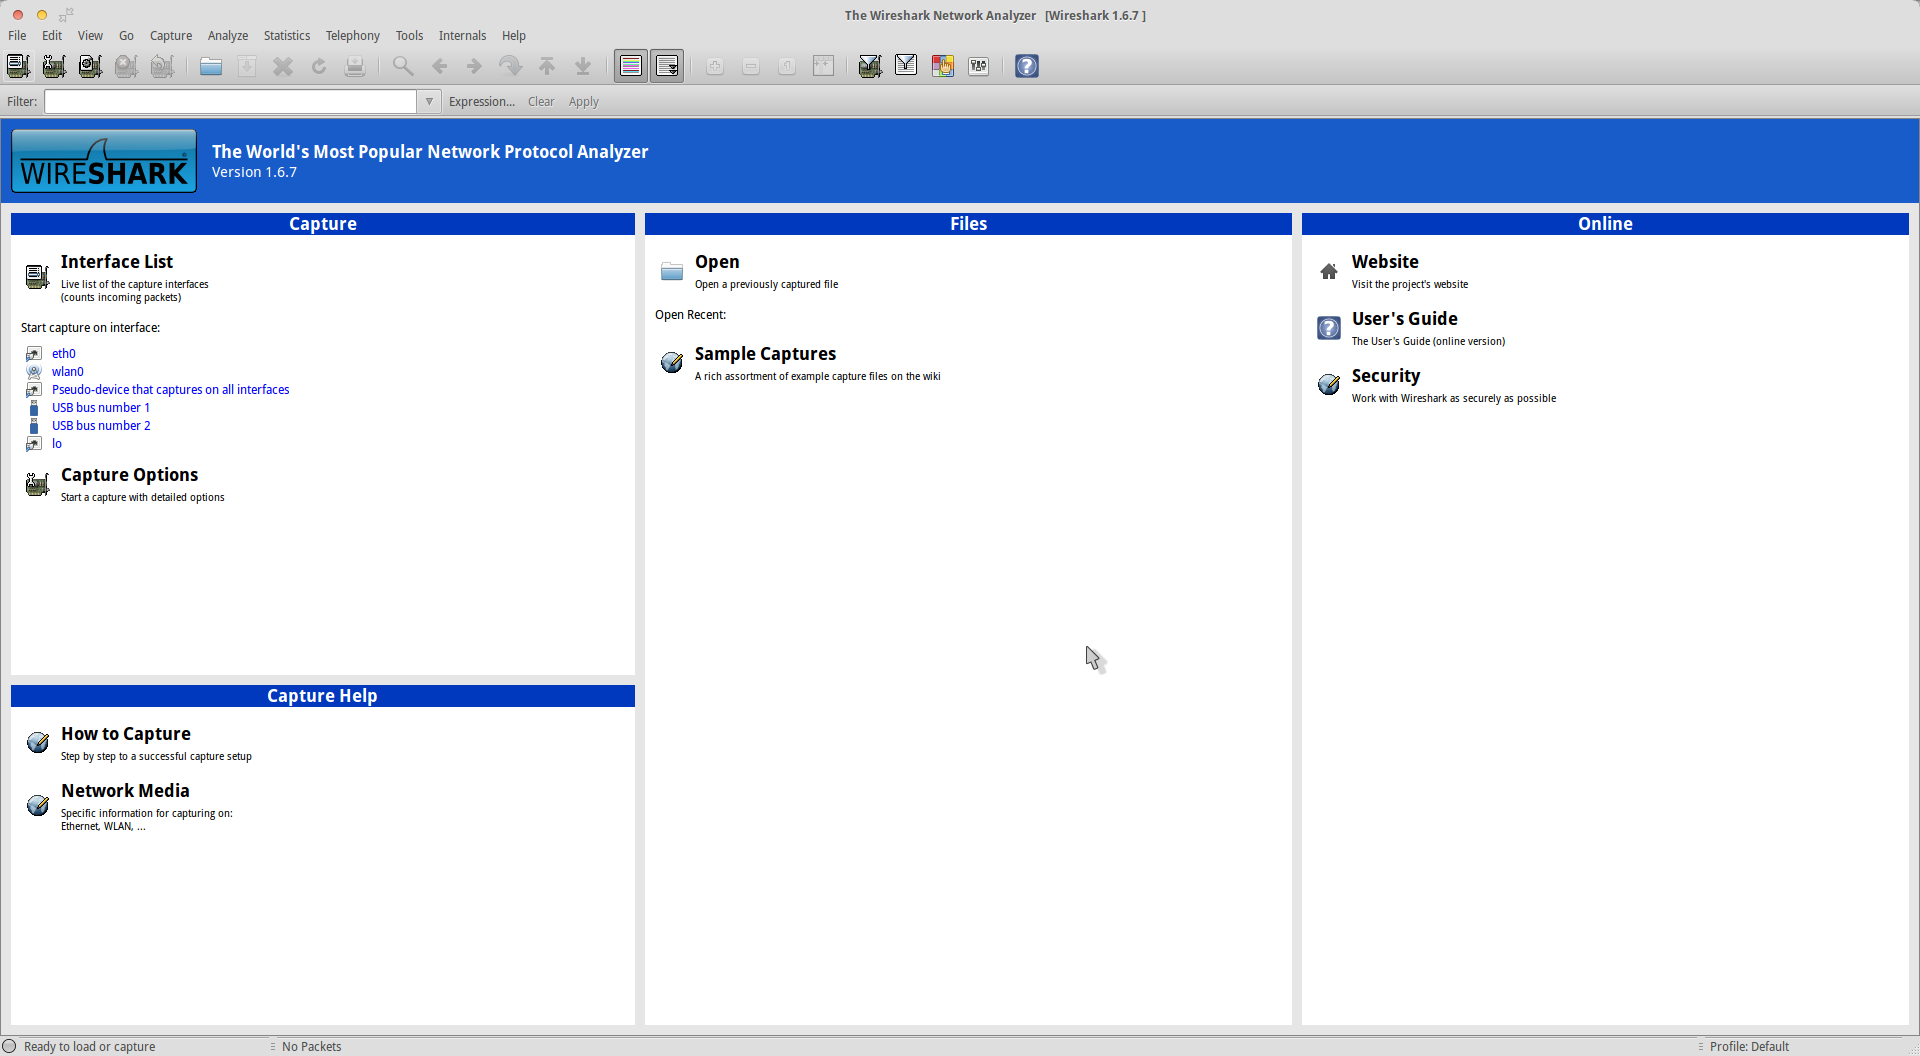 The Wireshark Network Analyzer [Wireshark 1.6.7 ]
File Edit View Go Capture Analyze Statistics Telephony Tools Internals Help
Filter: Expression... Clear Apply
WIRESHARK
The World's Most Popular Network Protocol Analyzer
Version 1.6.7
Capture
Interface List
Live list of the capture interfaces
(counts incoming packets)
Start capture on interface:
eth0
wlan0
Pseudo-device that captures on all interfaces
USB bus number 1
USB bus number 2
lo
Capture Options
Start a capture with detailed options
Capture Help
How to Capture
Step by step to a successful capture setup
Network Media
Specific information for capturing on:
Ethernet, WLAN, ...
Files
Open
Open a previously captured file
Open Recent:
Sample Captures
A rich assortment of example capture files on the wiki
Online
Website
Visit the project's website
User's Guide
The User's Guide (online version)
Security
Work with Wireshark as securely as possible
Ready to load or capture
No Packets
Profile: Default